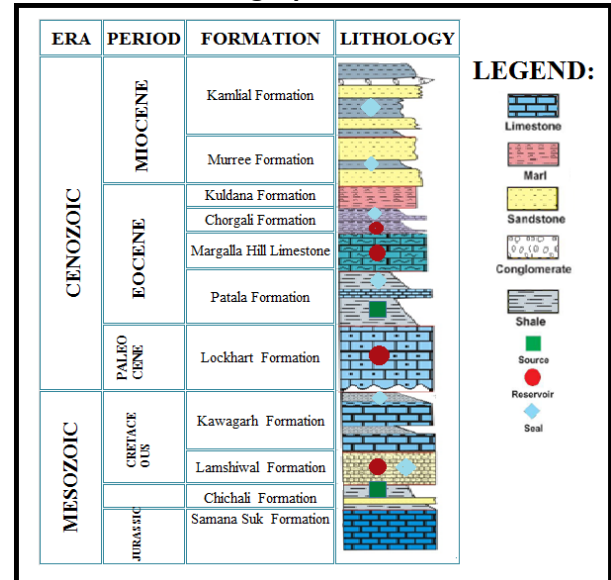 ERA PERIOD FORMATION LITHOLOGY
LEGEND:
CENOZOIC
MIOCENE
Kamlial Formation
Murree Formation
EOCENE
Kuldana Formation
Chorgali Formation
Margalla Hill Limestone
Patala Formation
PALEO
CENE
Lockhart Formation
MESOZOIC
CRETACE
OUS
Kawagarh Formation
Lamshiwal Formation
Chichali Formation
JURASSIC
Samana Suk Formation
Limestone
Marl
Sandstone
Conglomerate
Shale
Source
Reservoir
Seal